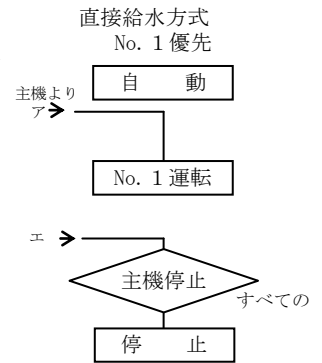 直接給水方式
No. 1優先
自 動
主機より
ア
No. 1運転
エ
主機停止
すべての
停 止